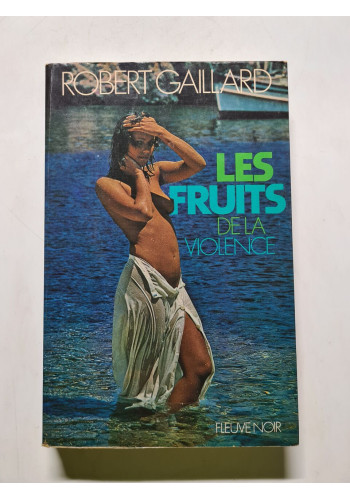 ROBERT GAILLARD
LES
FRUITS
DE LA
VIOLENCE
FLEUVE NOIR